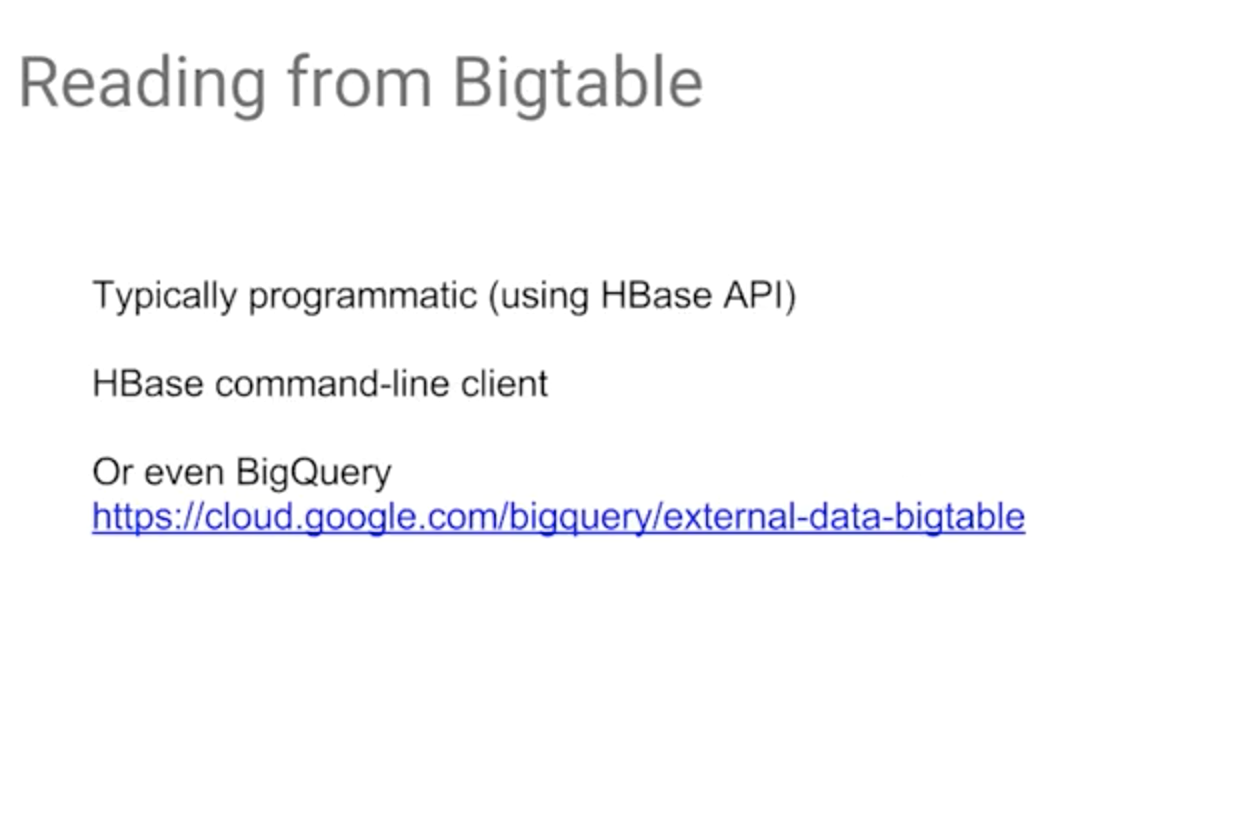 Reading from Bigtable
Typically programmatic (using HBase API)
HBase command-line client
Or even BigQuery
https://cloud.google.com/bigquery/external-data-bigtable